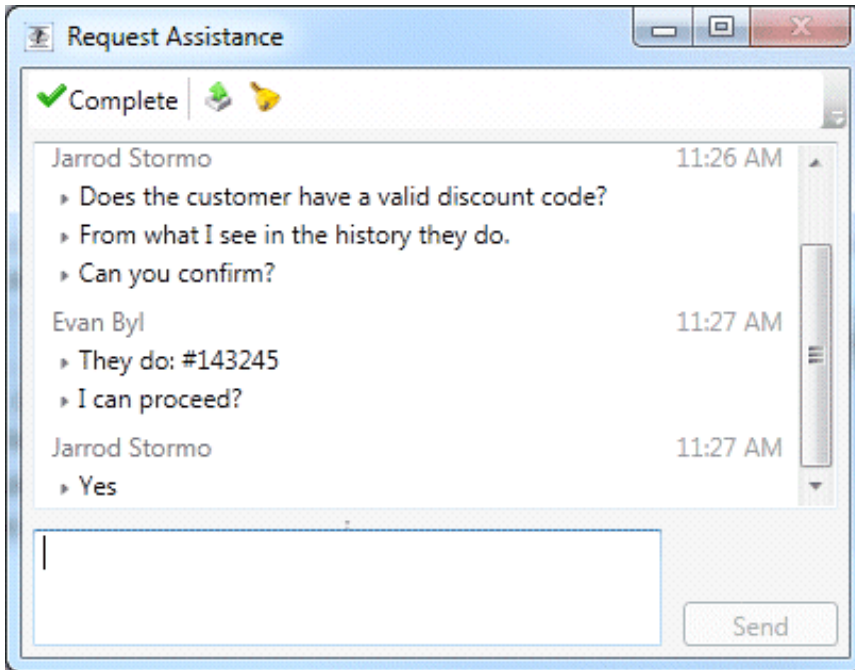 Request Assistance
Complete
Jarrod Stormo 11:26 AM
Does the customer have a valid discount code?
From what I see in the history they do.
Can you confirm?
Evan Byl 11:27 AM
They do: #143245
I can proceed?
Jarrod Stormo 11:27 AM
Yes
Send